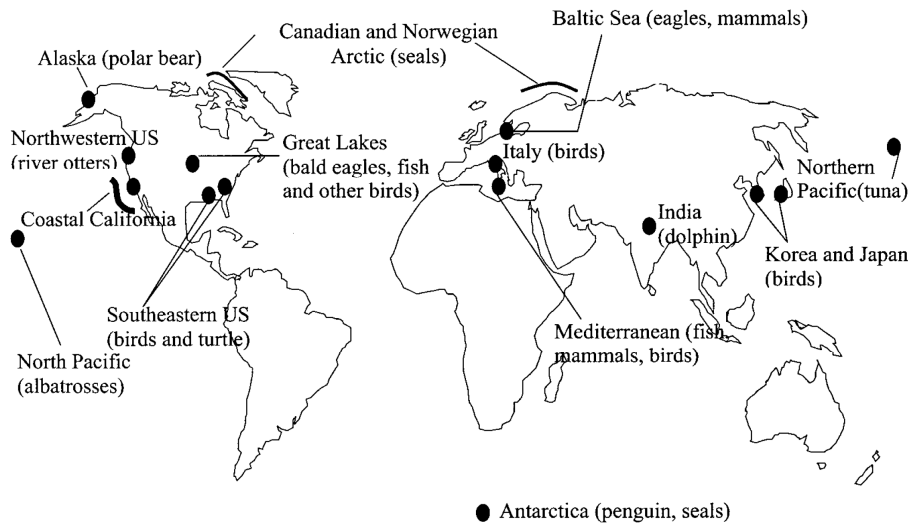 Baltic Sea (eagles, mammals)
Canadian and Norwegian
Arctic (seals)
Alaska (polar bear)
Northwestern US
(river otters)
Great Lakes
(bald eagles, fish
and other birds)
Italy (birds)
Northern
Pacific(tuna)
Coastal California
India
(dolphin)
Korea and Japan
(birds)
Southeastern US
(birds and turtle)
Mediterranean (fish,
mammals, birds)
North Pacific
(albatrosses)
Antarctica (penguin, seals)